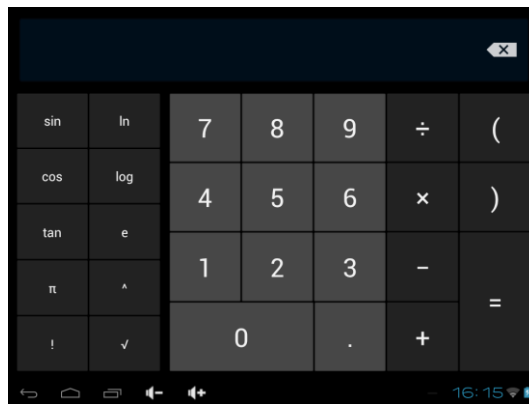 sin ln 7 8 9 ÷ (
cos log 4 5 6 × )
tan e 1 2 3 − =
π ^ 0 . +
! √
16:15